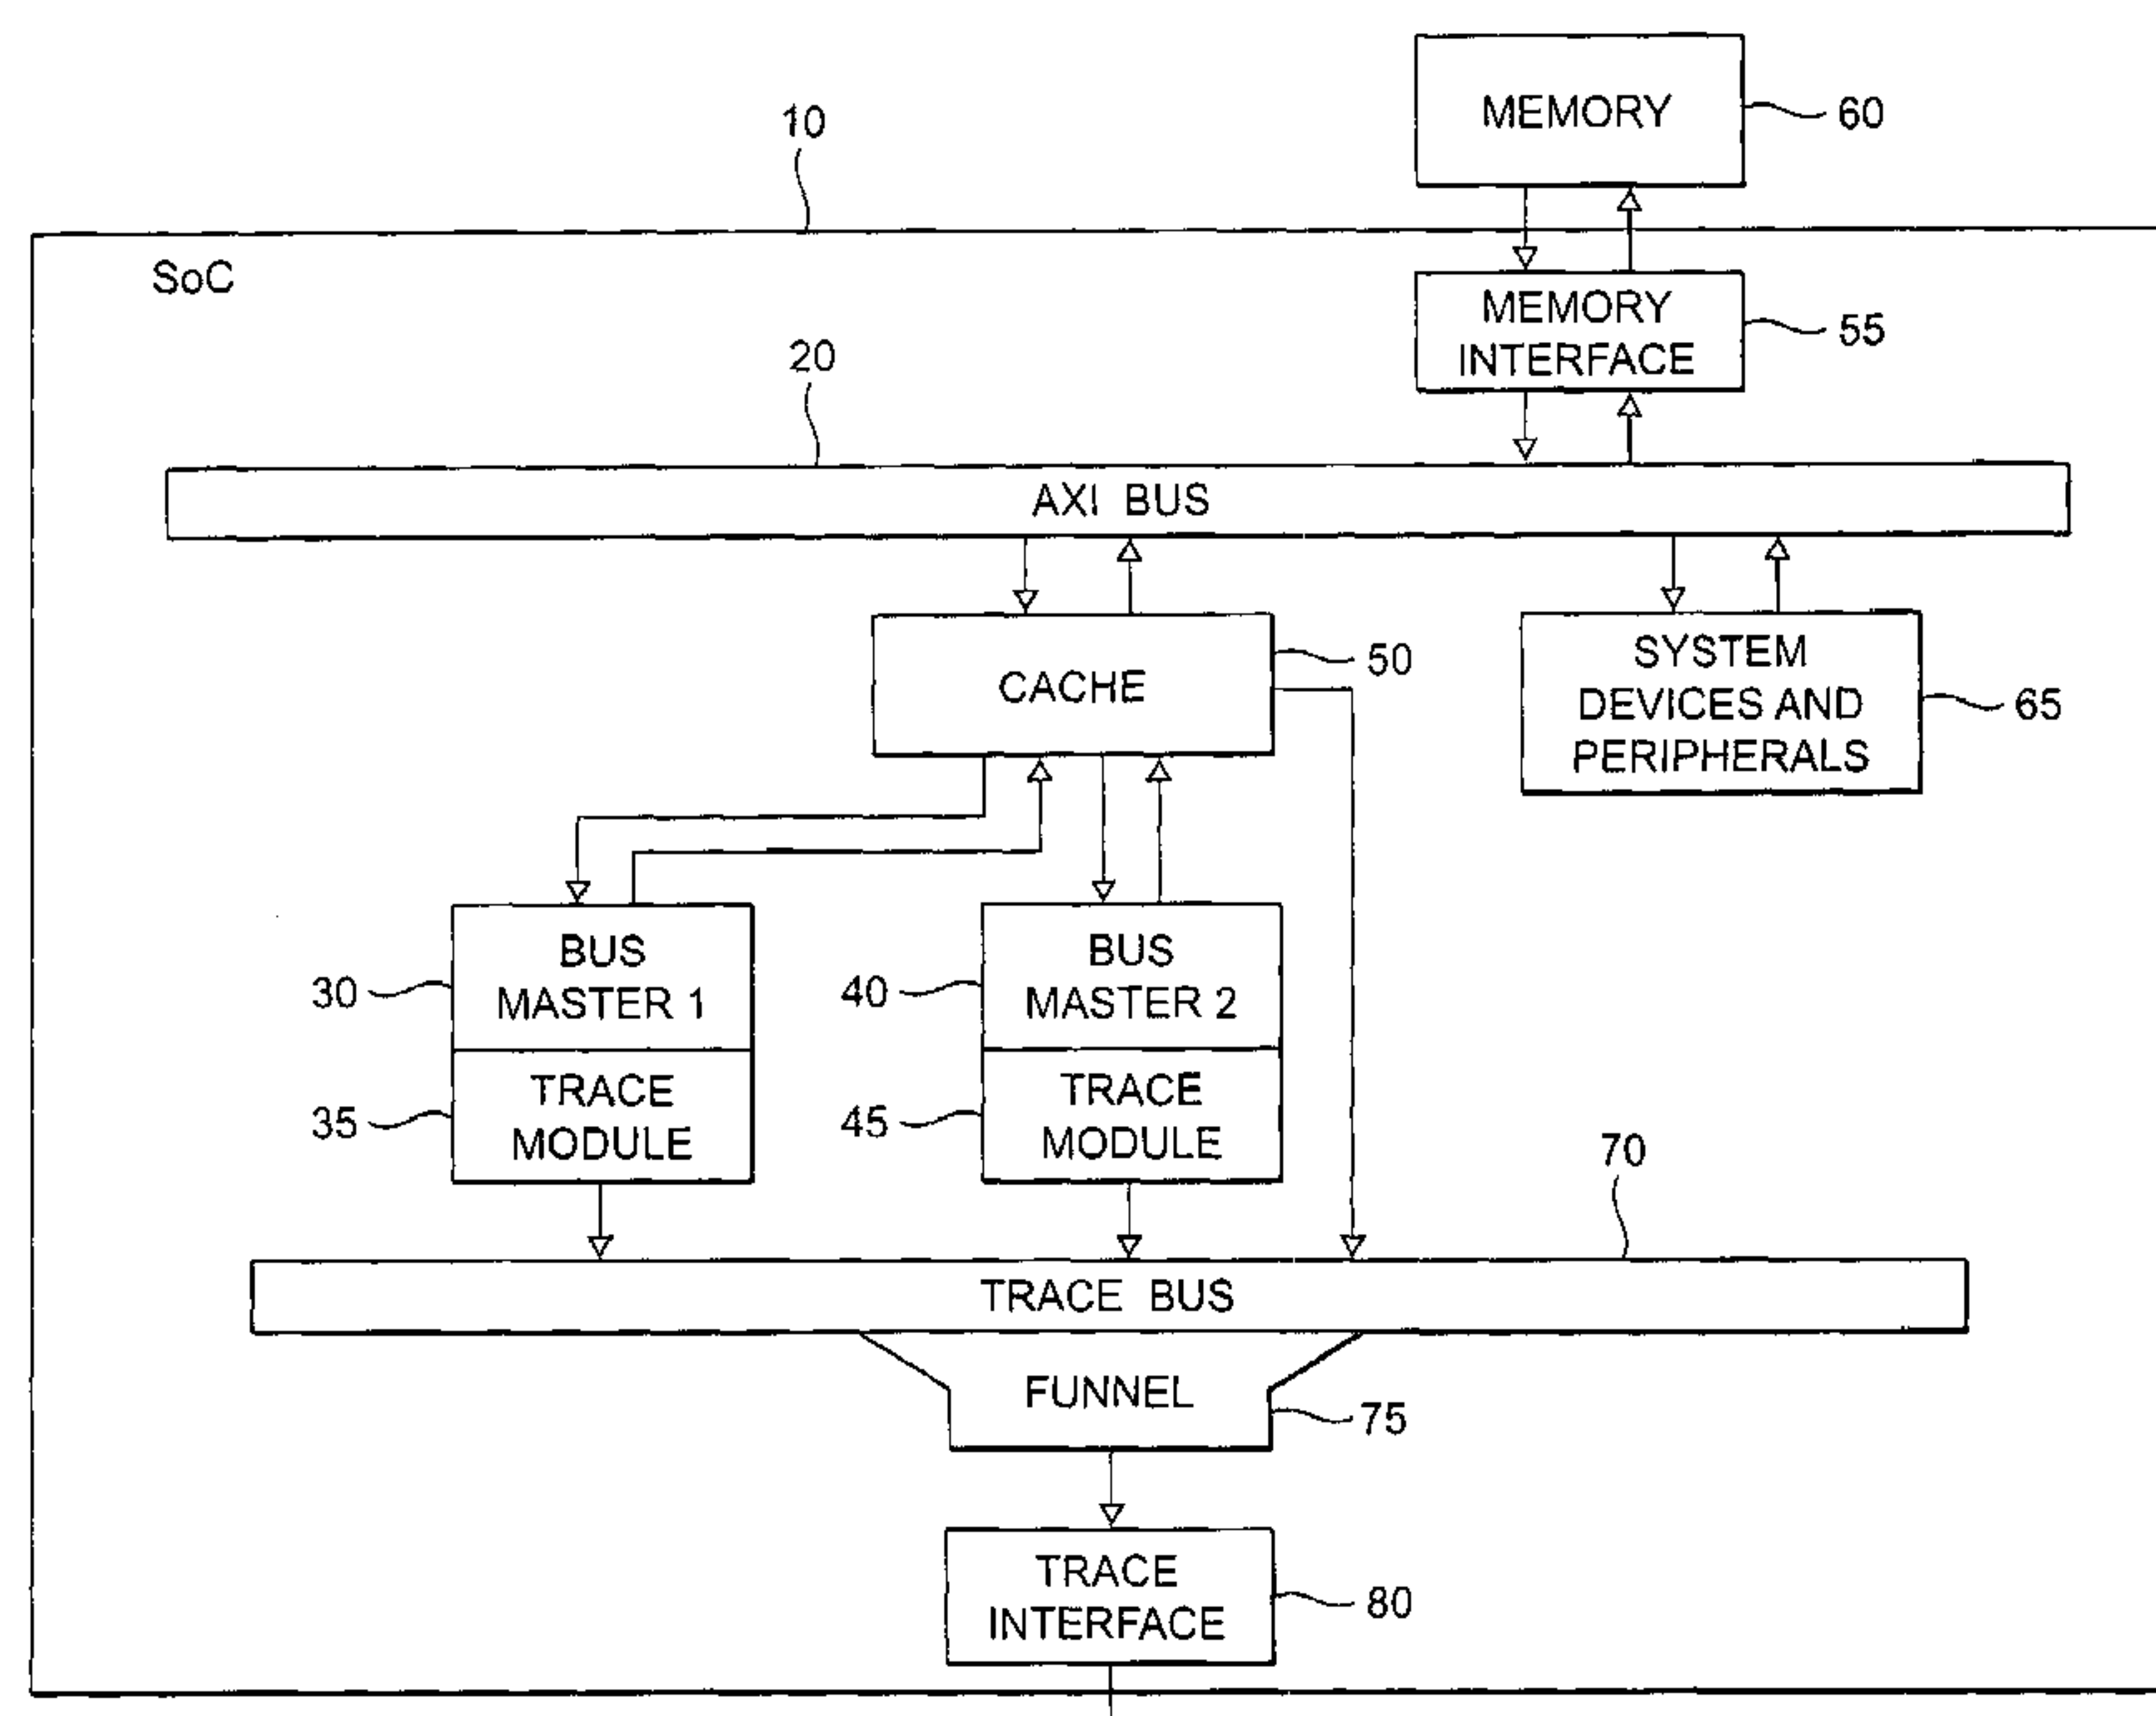 MEMORY
60
10
SoC
MEMORY
INTERFACE
55
20
AXI BUS
CACHE
50
SYSTEM
DEVICES AND
PERIPHERALS
65
BUS
MASTER 1
30
BUS
MASTER 2
40
TRACE
MODULE
35
TRACE
MODULE
45
70
TRACE BUS
FUNNEL
75
TRACE
INTERFACE
80